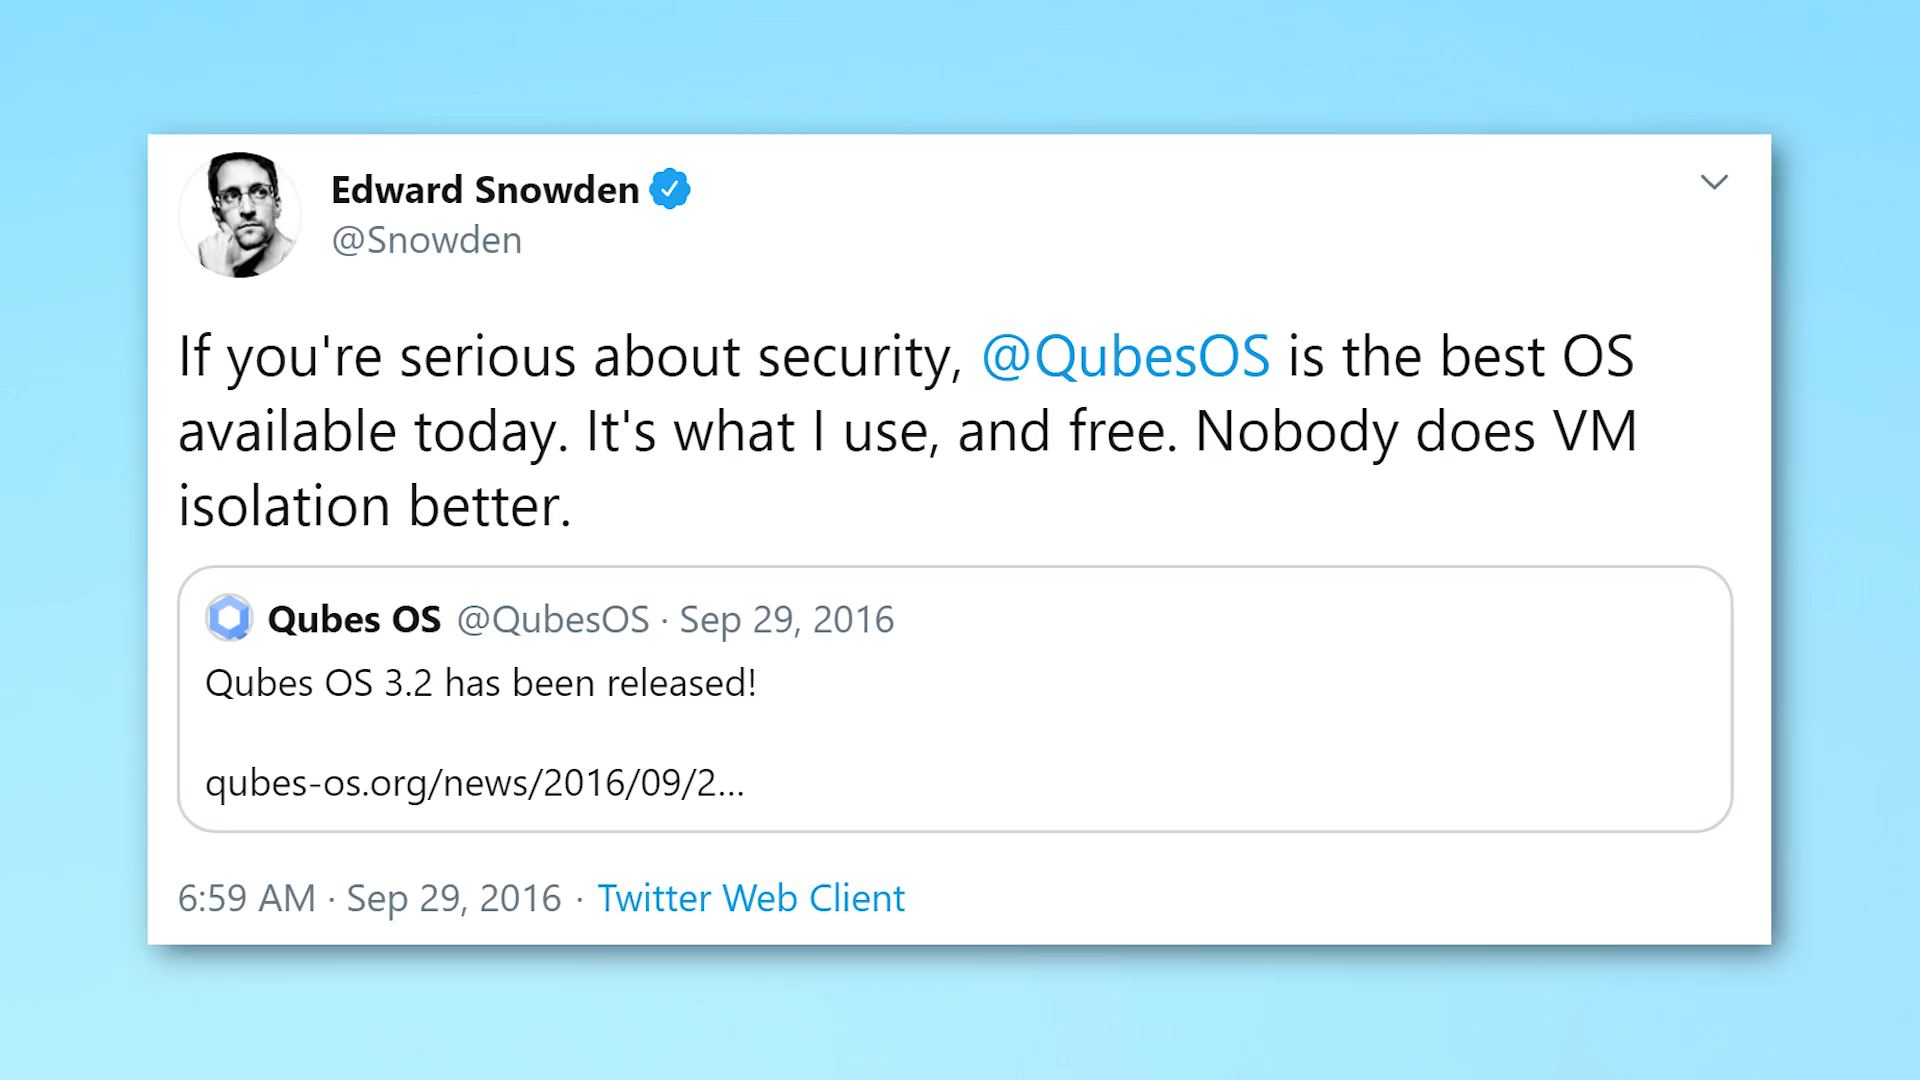 Edward Snowden
@Snowden
If you're serious about security, @QubesOS is the best OS
available today. It's what I use, and free. Nobody does VM
isolation better.
Qubes OS @QubesOS · Sep 29, 2016
Qubes OS 3.2 has been released!
qubes-os.org/news/2016/09/2...
6:59 AM · Sep 29, 2016 · Twitter Web Client